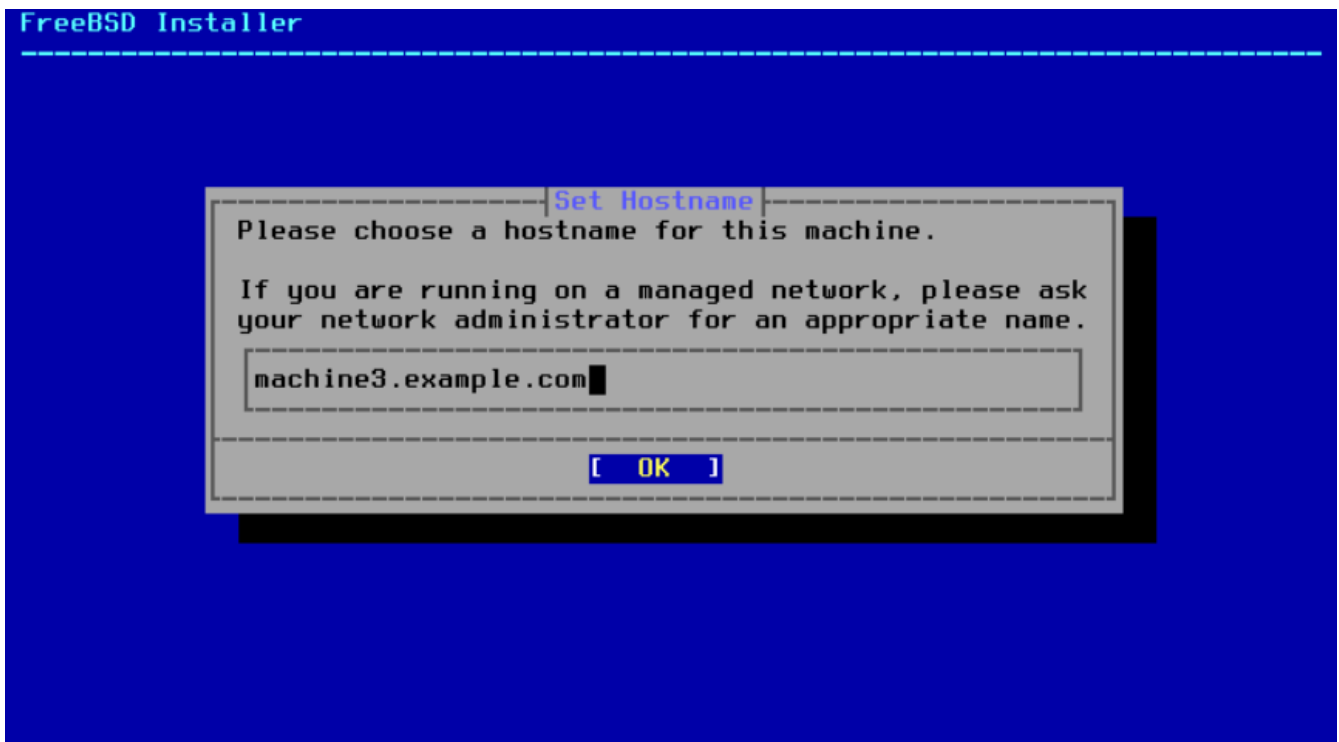 FreeBSD Installer
Set Hostname
Please choose a hostname for this machine.
If you are running on a managed network, please ask
your network administrator for an appropriate name.
machine3.example.com
[ OK ]